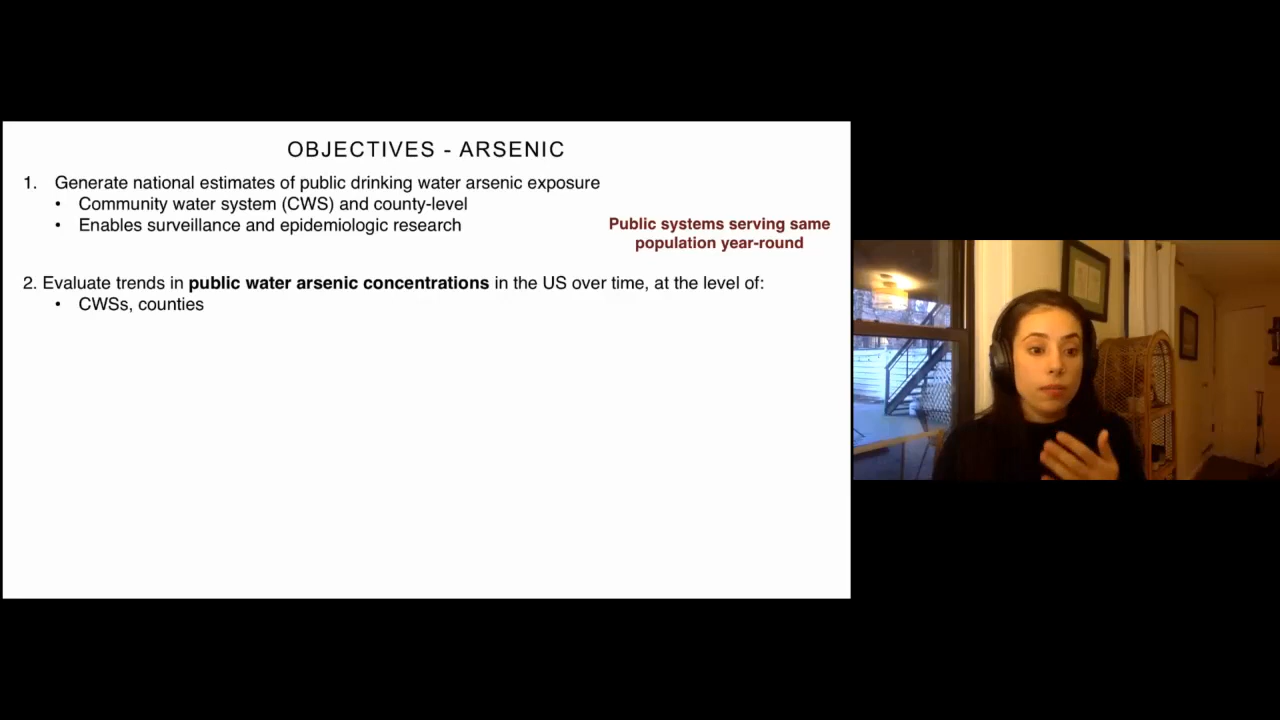 OBJECTIVES - ARSENIC
1. Generate national estimates of public drinking water arsenic exposure
• Community water system (CWS) and county-level
• Enables surveillance and epidemiologic research
Public systems serving same
population year-round
2. Evaluate trends in public water arsenic concentrations in the US over time, at the level of:
• CWSs, counties